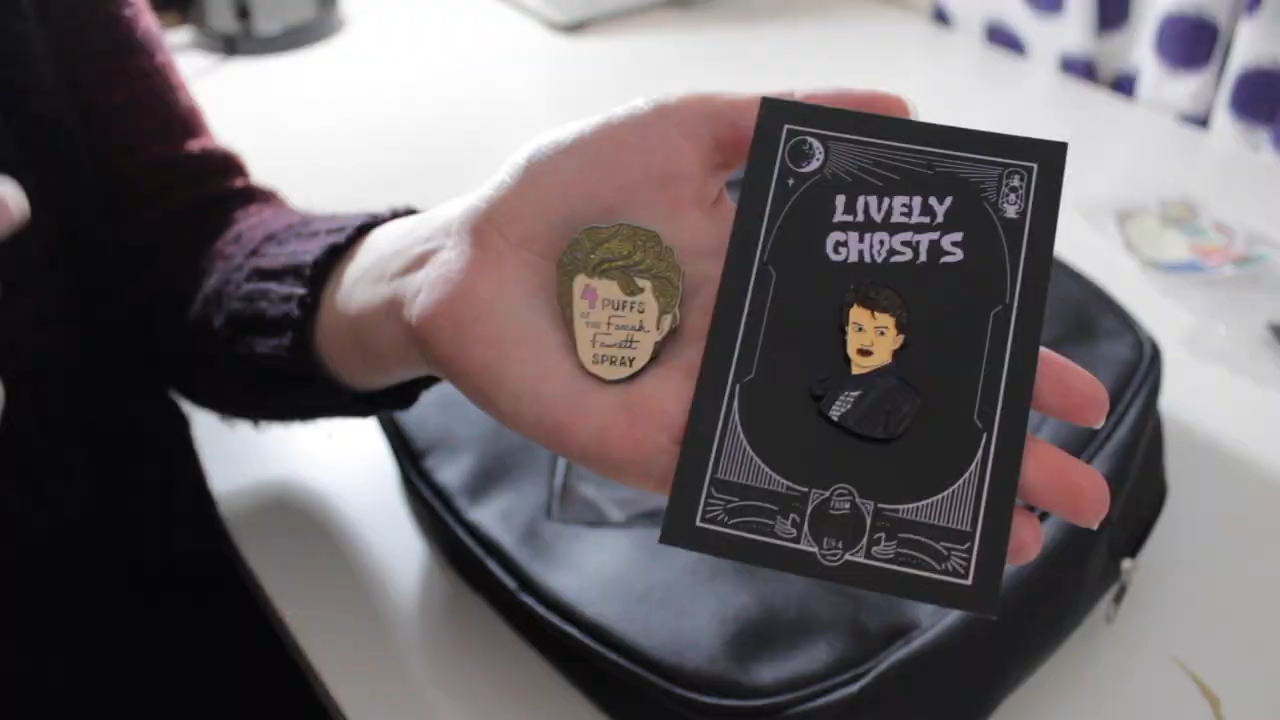 4 PUFFS
OF
THE Farrah
Fawcett
SPRAY
LIVELY
GHOSTS
FROM
USA